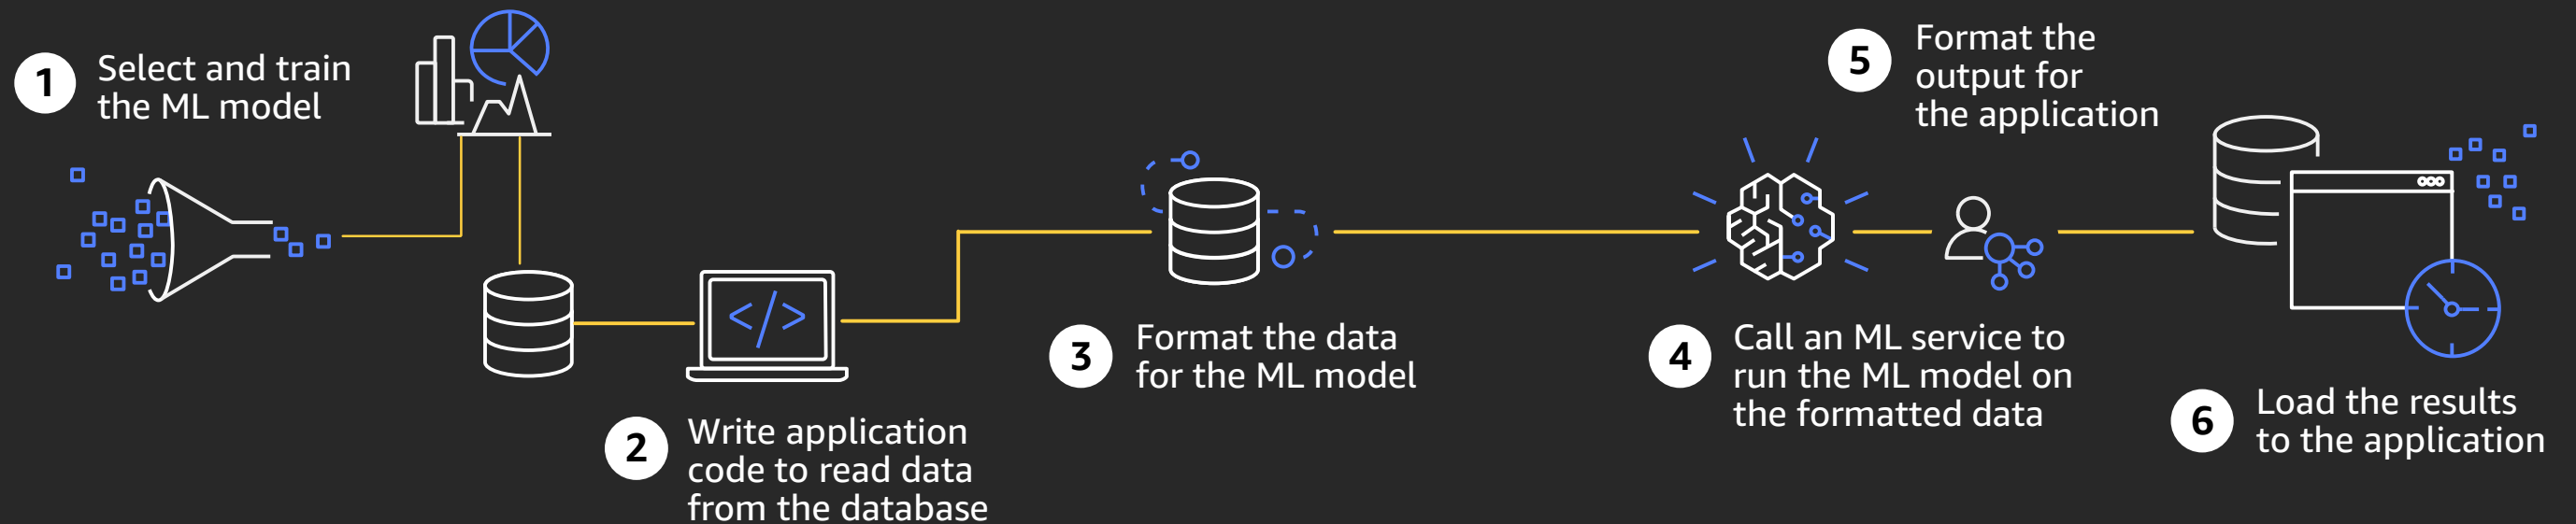 1
Select and train
the ML model
2
Write application
code to read data
from the database
</>
3
Format the data
for the ML model
4
Call an ML service to
run the ML model on
the formatted data
5
Format the
output for
the application
6
Load the results
to the application